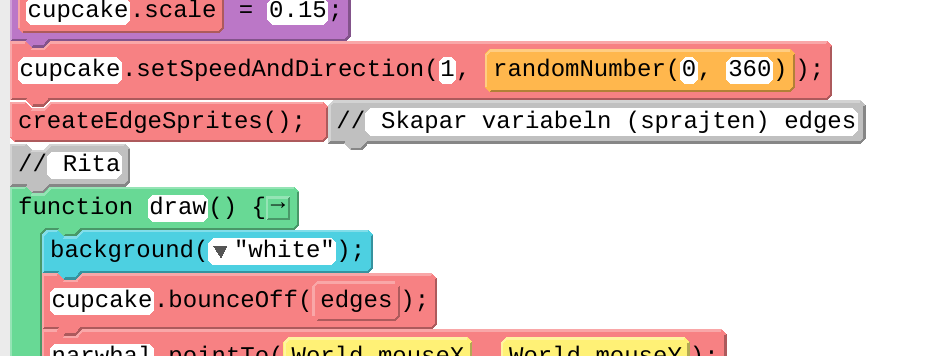 cupcake.scale = 0.15;
cupcake.setSpeedAndDirection(1, randomNumber(0, 360));
createEdgeSprites(); // Skapar variabeln (sprajten) edges
// Rita
function draw() {→
background(▼"white");
cupcake.bounceOff(edges);
narwhal.pointTo(World.mouseX, World.mouseX);